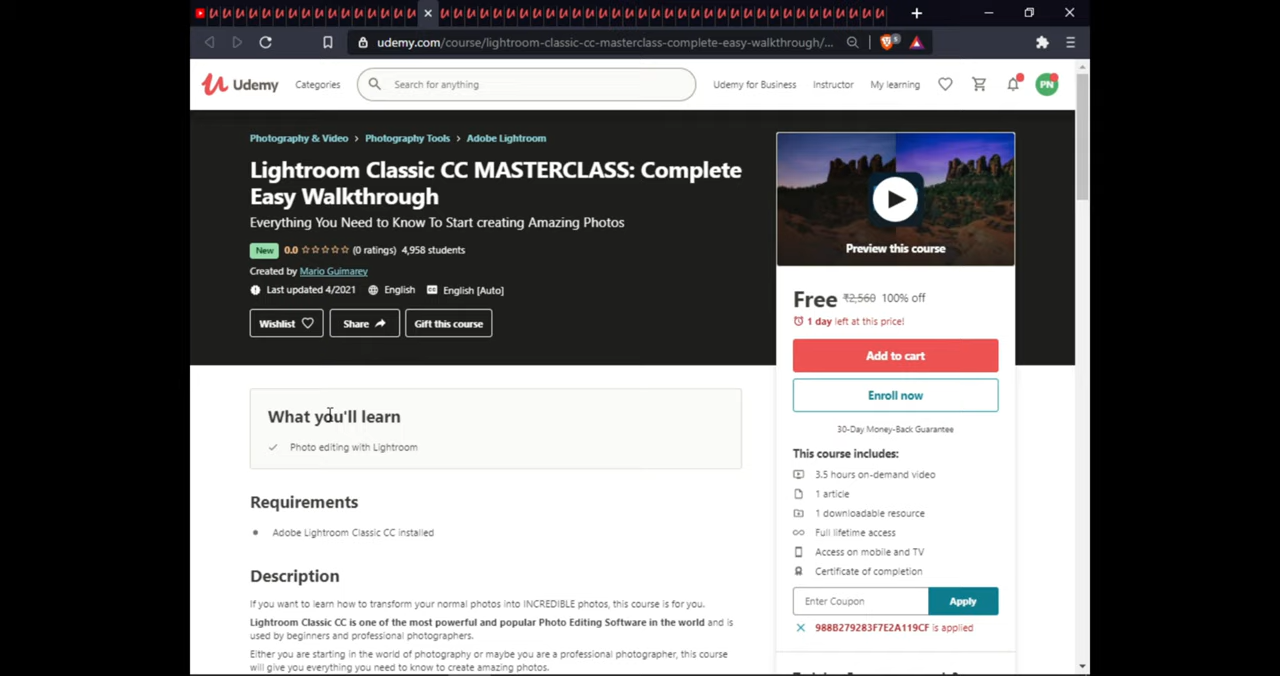 udemy.com/course/lightroom-classic-cc-masterclass-complete-easy-walkthrough/...
Udemy
Categories
Search for anything
Udemy for Business
Instructor
My learning
PN
Photography & Video > Photography Tools > Adobe Lightroom
Lightroom Classic CC MASTERCLASS: Complete
Easy Walkthrough
Everything You Need to Know To Start creating Amazing Photos
New 0.0 (0 ratings) 4,958 students
Created by Mario Guimarev
Last updated 4/2021 English English [Auto]
Wishlist Share Gift this course
Preview this course
Free ₹2,560 100% off
1 day left at this price!
Add to cart
Enroll now
30-Day Money-Back Guarantee
This course includes:
3.5 hours on-demand video
1 article
1 downloadable resource
Full lifetime access
Access on mobile and TV
Certificate of completion
Enter Coupon Apply
988B279283F7E2A119CF is applied
What you'll learn
Photo editing with Lightroom
Requirements
Adobe Lightroom Classic CC installed
Description
If you want to learn how to transform your normal photos into INCREDIBLE photos, this course is for you.
Lightroom Classic CC is one of the most powerful and popular Photo Editing Software in the world and is
used by beginners and professional photographers.
Either you are starting in the world of photography or maybe you are a professional photographer, this course
will give you everything you need to know to create amazing photos.